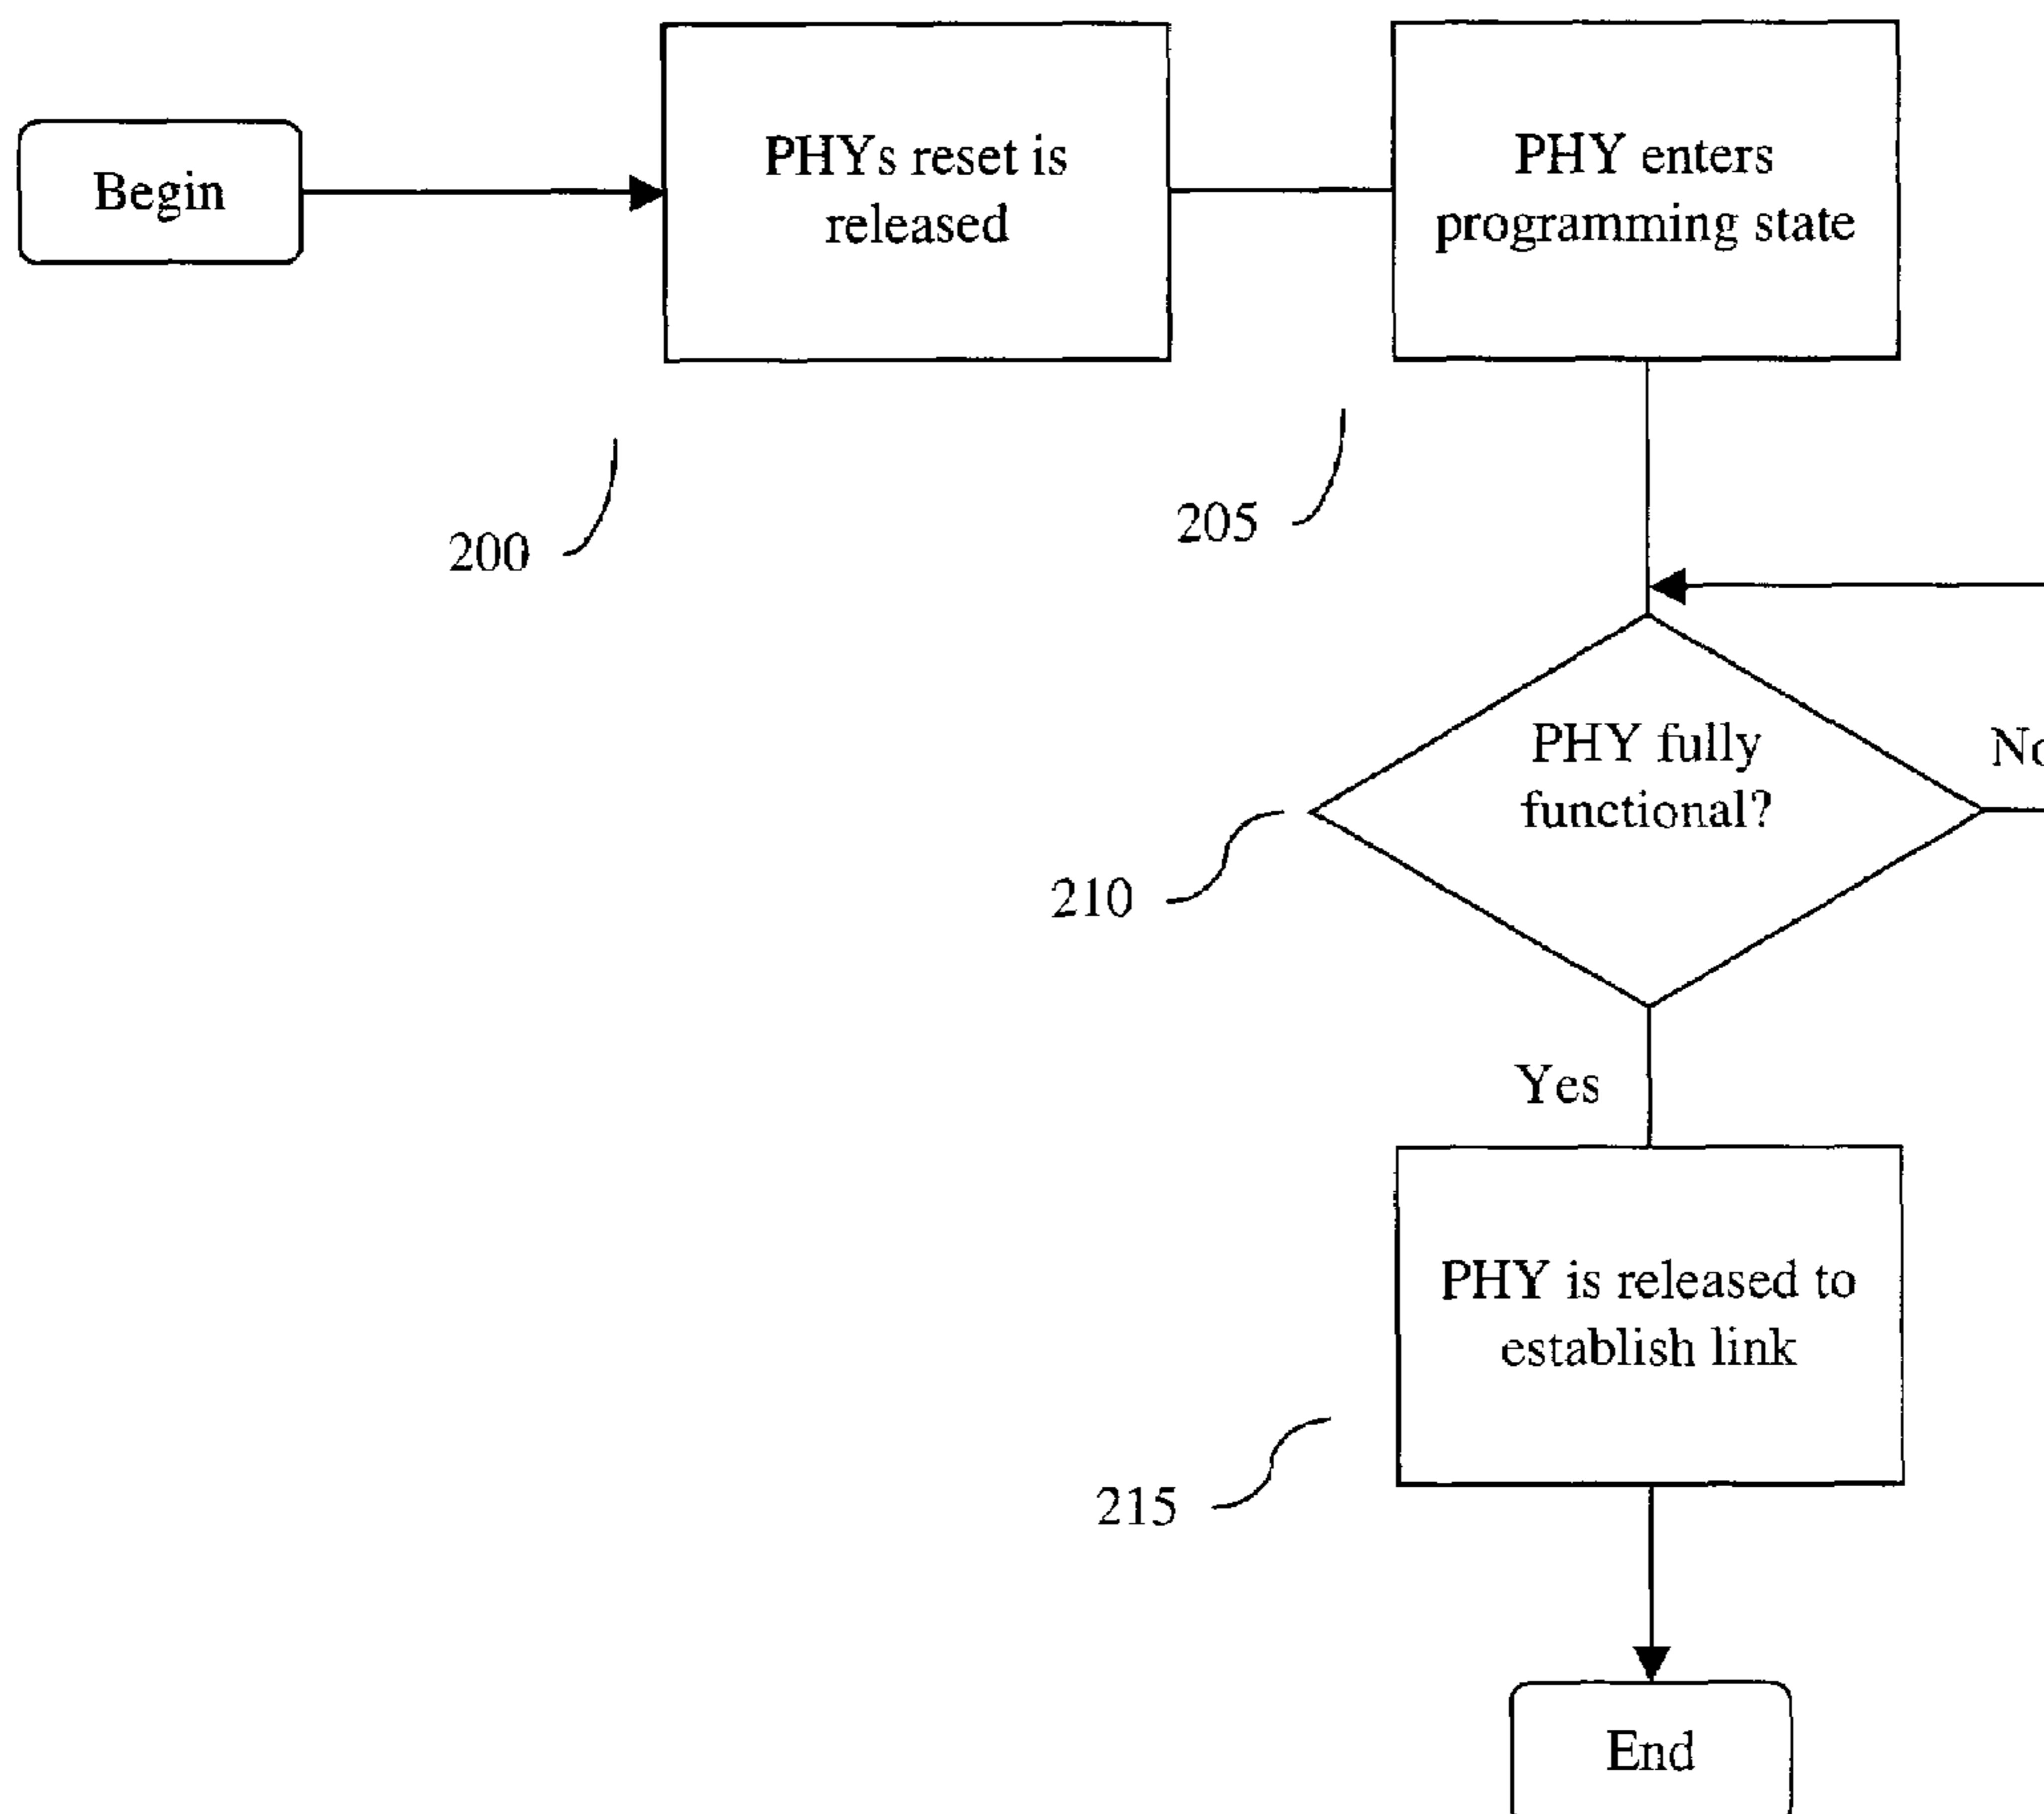 Begin
PHYs reset is
released
PHY enters
programming state
200
205
PHY fully
functional?
No
210
Yes
PHY is released to
establish link
215
End